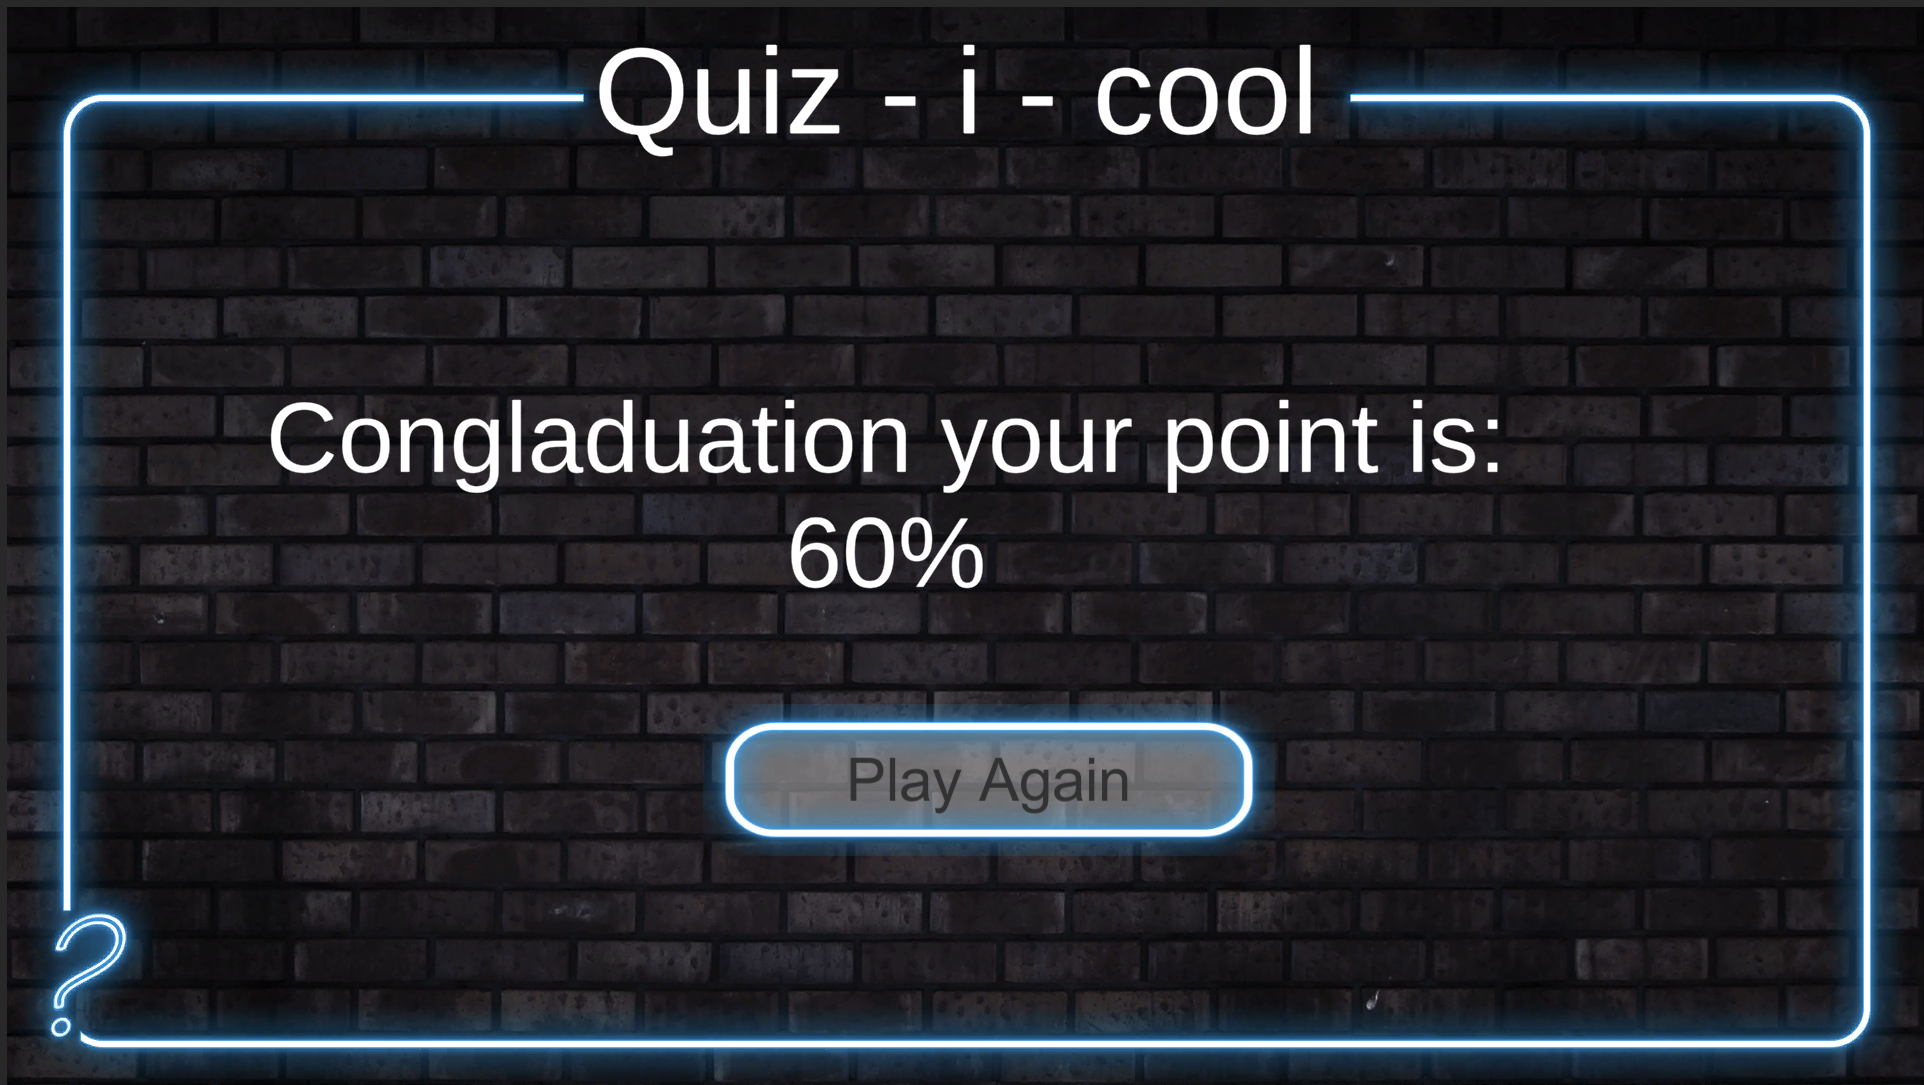 Quiz - i - cool
Congladuation your point is:
60%
Play Again
?